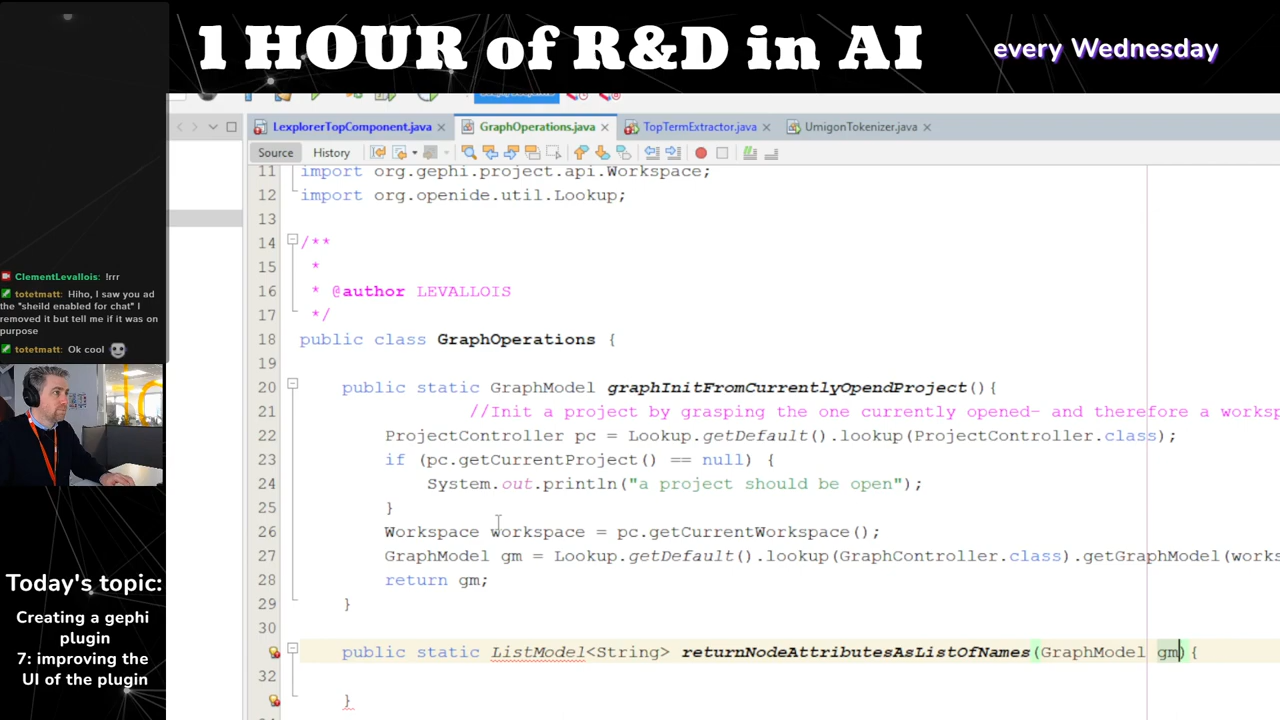 1 HOUR of R&D in AI
every Wednesday
LexplorerTopComponent.java
GraphOperations.java
TopTermExtractor.java
UmigonTokenizer.java
Source
History
11 import org.gephi.project.api.Workspace;
12 import org.openide.util.Lookup;
13
14 /**
15 *
16 * @author LEVALLOIS
17 */
18 public class GraphOperations {
19
20 public static GraphModel graphInitFromCurrentlyOpendProject(){
21 //Init a project by grasping the one currently opened- and therefore a worksp
22 ProjectController pc = Lookup.getDefault().lookup(ProjectController.class);
23 if (pc.getCurrentProject() == null) {
24 System.out.println("a project should be open");
25 }
26 Workspace workspace = pc.getCurrentWorkspace();
27 GraphModel gm = Lookup.getDefault().lookup(GraphController.class).getGraphModel(works
28 return gm;
29 }
30
public static ListModel<String> returnNodeAttributesAsListOfNames(GraphModel gm){
32
}
ClementLevallois: !rrr
totetmatt: Hiho, I saw you ad
the "sheild enabled for chat" I
removed it but tell me if it was on
purpose
totetmatt: Ok cool
Today's topic:
Creating a gephi
plugin
7: improving the
UI of the plugin